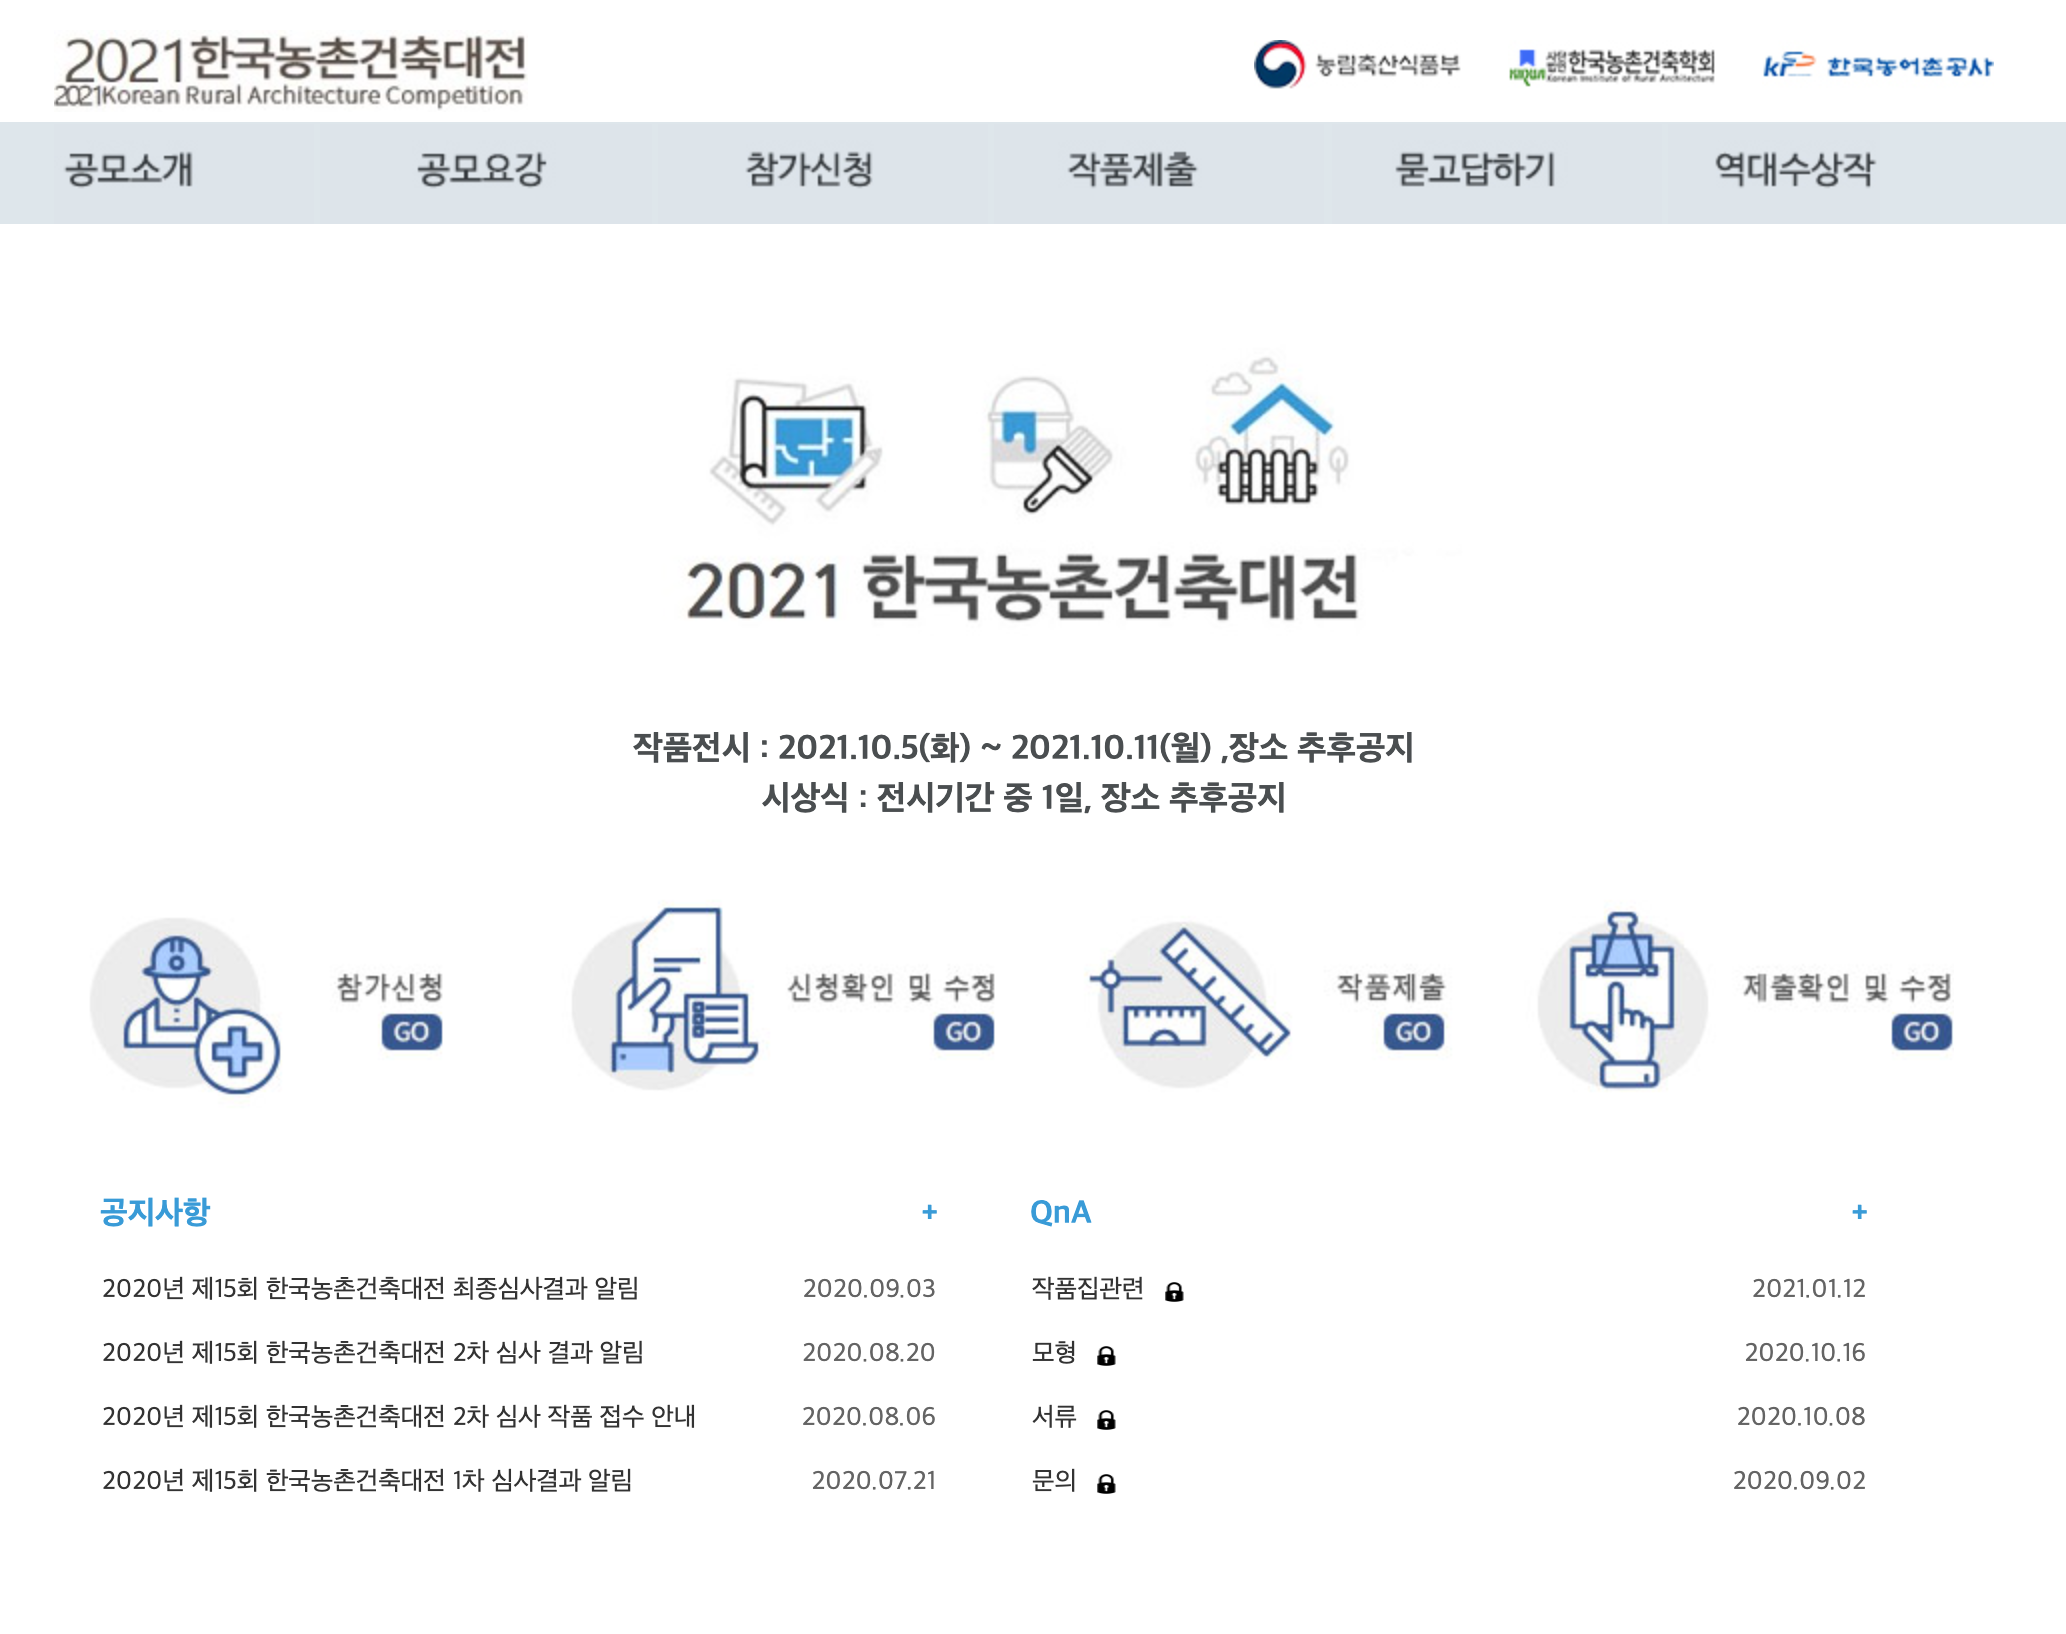 2021한국농촌건축대전
2021Korean Rural Architecture Competition
농림축산식품부
사단법인 한국농촌건축학회
Korean Institute of Rural Architecture
한국농어촌공사
공모소개
공모요강
참가신청
작품제출
묻고답하기
역대수상작
2021 한국농촌건축대전
작품전시 : 2021.10.5(화) ~ 2021.10.11(월) ,장소 추후공지
시상식 : 전시기간 중 1일, 장소 추후공지
참가신청
GO
신청확인 및 수정
GO
작품제출
GO
제출확인 및 수정
GO
공지사항 +
2020년 제15회 한국농촌건축대전 최종심사결과 알림 2020.09.03
2020년 제15회 한국농촌건축대전 2차 심사 결과 알림 2020.08.20
2020년 제15회 한국농촌건축대전 2차 심사 작품 접수 안내 2020.08.06
2020년 제15회 한국농촌건축대전 1차 심사결과 알림 2020.07.21
QnA +
작품집관련 2021.01.12
모형 2020.10.16
서류 2020.10.08
문의 2020.09.02